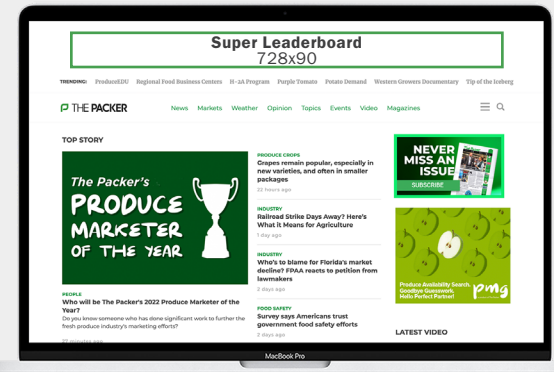 Super Leaderboard
728x90
TRENDING: ProduceEDU Regional Food Business Centers H-2A Program Purple Tomato Potato Demand Western Growers Documentary Tip of the Iceberg
THE PACKER News Markets Weather Opinion Topics Events Video Magazines
TOP STORY
The Packer's
PRODUCE
MARKETER
OF THE YEAR
PEOPLE
Who will be The Packer's 2022 Produce Marketer of the
Year?
Do you know someone who has done significant work to further the
fresh produce industry's marketing efforts?
29 minutes ago
PRODUCE CROPS
Grapes remain popular, especially in
new varieties, and often in smaller
packages
22 hours ago
INDUSTRY
Railroad Strike Days Away? Here's
What it Means for Agriculture
1 day ago
INDUSTRY
Who's to blame for Florida's market
decline? FPAA reacts to petition from
lawmakers
2 days ago
FOOD SAFETY
Survey says Americans trust
government food safety efforts
2 days ago
NEVER
MISS AN
ISSUE
SUBSCRIBE
Produce Availability Search.
Goodbye Guesswork.
Hello Perfect Partner!
pmg
LATEST VIDEO
MacBook Pro